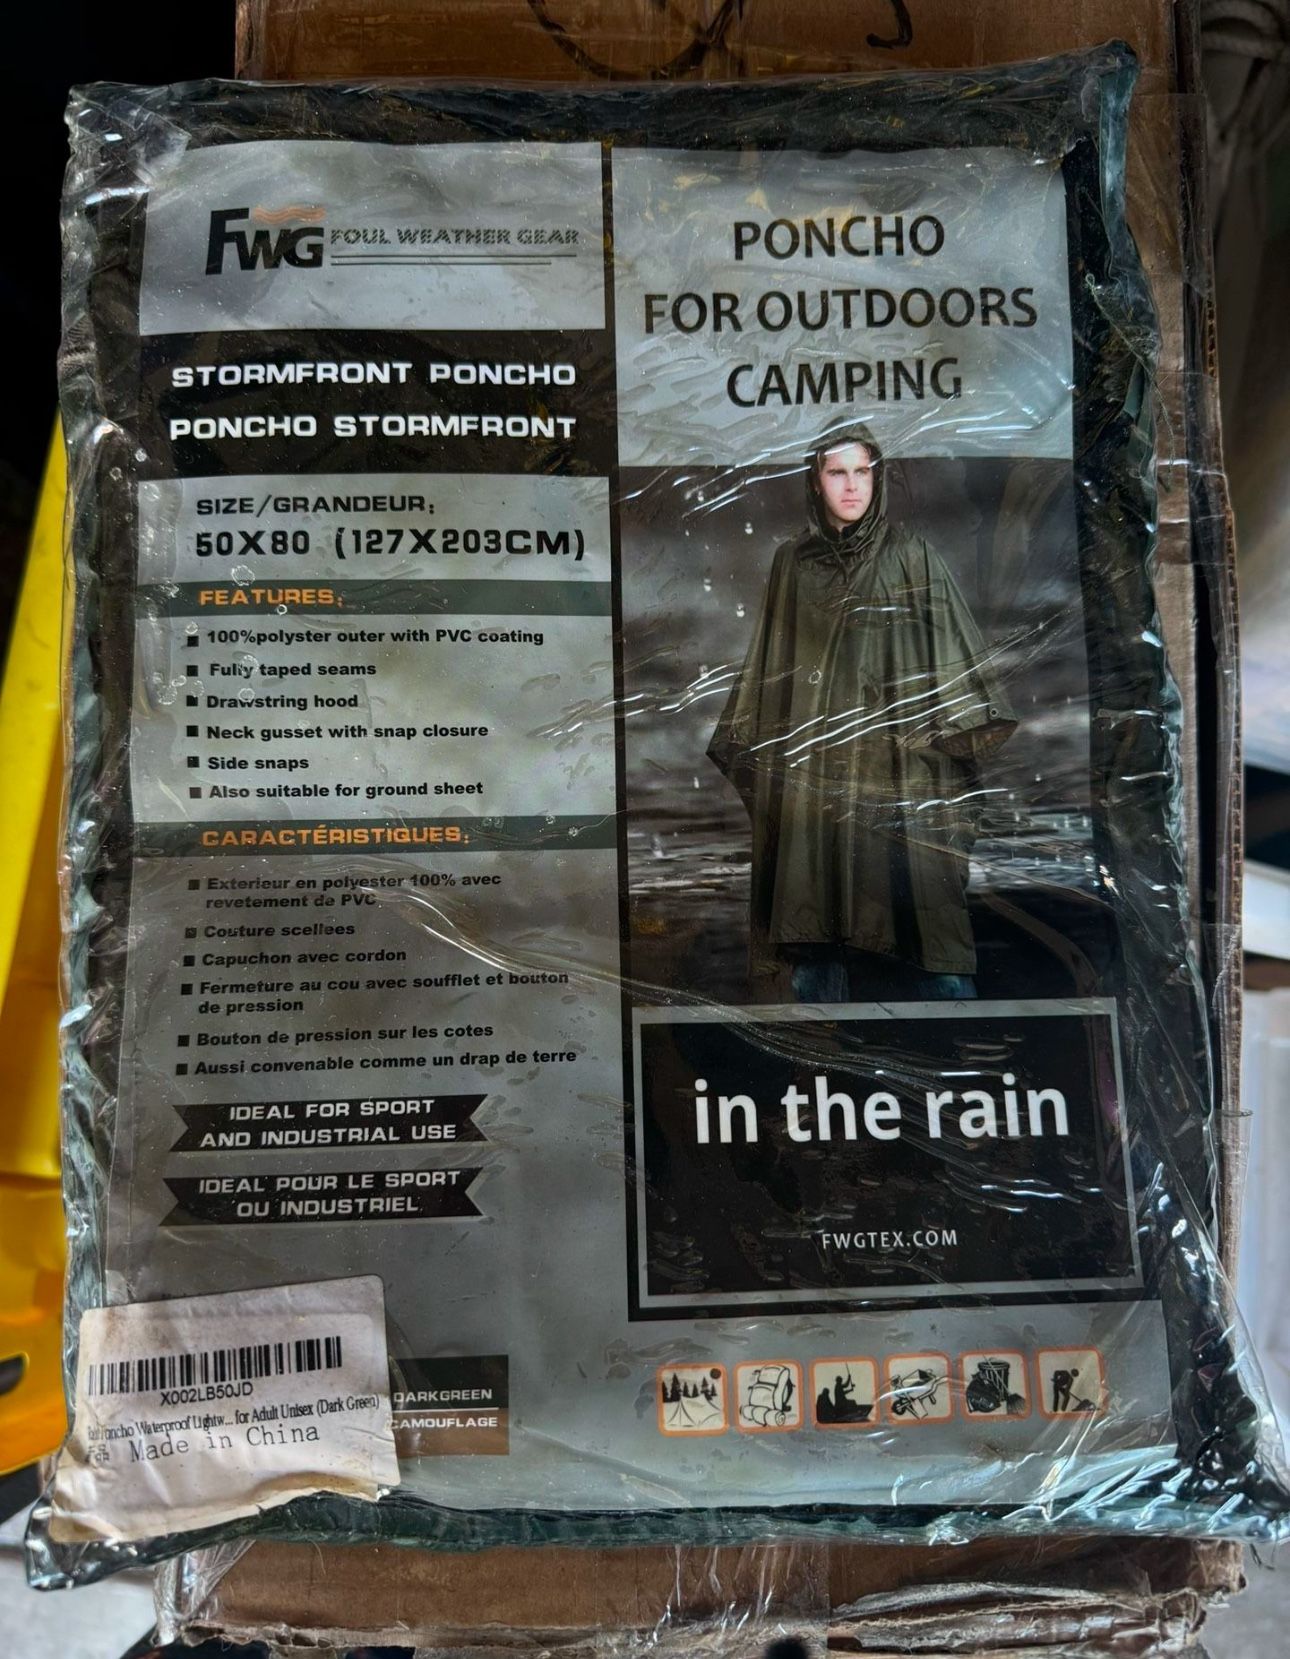 FWG FOUL WEATHER GEAR
STORMFRONT PONCHO
PONCHO STORMFRONT
SIZE/GRANDEUR:
50X80 (127X203CM)
FEATURES:
100%polyster outer with PVC coating
Fully taped seams
Drawstring hood
Neck gusset with snap closure
Side snaps
Also suitable for ground sheet
CARACTÉRISTIQUES:
Exterieur en polyester 100% avec
revetement de PVC
Couture scellees
Capuchon avec cordon
Fermeture au cou avec soufflet et bouton
de pression
Bouton de pression sur les cotes
Aussi convenable comme un drap de terre
IDEAL FOR SPORT
AND INDUSTRIAL USE
IDEAL POUR LE SPORT
OU INDUSTRIEL
X002LB50JD
Poncho Waterproof Lightw... for Adult Unisex (Dark Green)
Made in China
DARKGREEN
CAMOUFLAGE
PONCHO
FOR OUTDOORS
CAMPING
in the rain
FWGTEX.COM